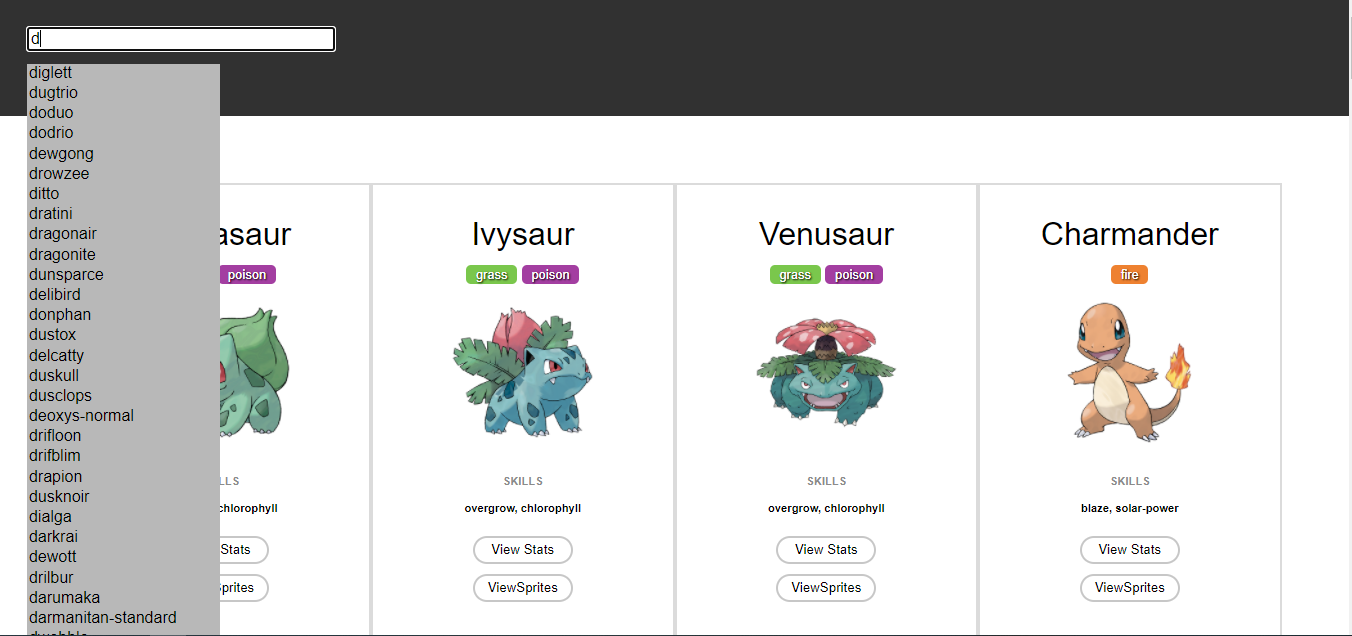 d
diglett
dugtrio
doduo
dodrio
dewgong
drowzee
ditto
dratini
dragonair
dragonite
dunsparce
delibird
donphan
dustox
delcatty
duskull
dusclops
deoxys-normal
drifloon
drifblim
drapion
dusknoir
dialga
darkrai
dewott
drilbur
darumaka
darmanitan-standard
asaur
poison
LLS
chlorophyll
Stats
Sprites
Ivysaur
grass poison
SKILLS
overgrow, chlorophyll
View Stats
ViewSprites
Venusaur
grass poison
SKILLS
overgrow, chlorophyll
View Stats
ViewSprites
Charmander
fire
SKILLS
blaze, solar-power
View Stats
ViewSprites